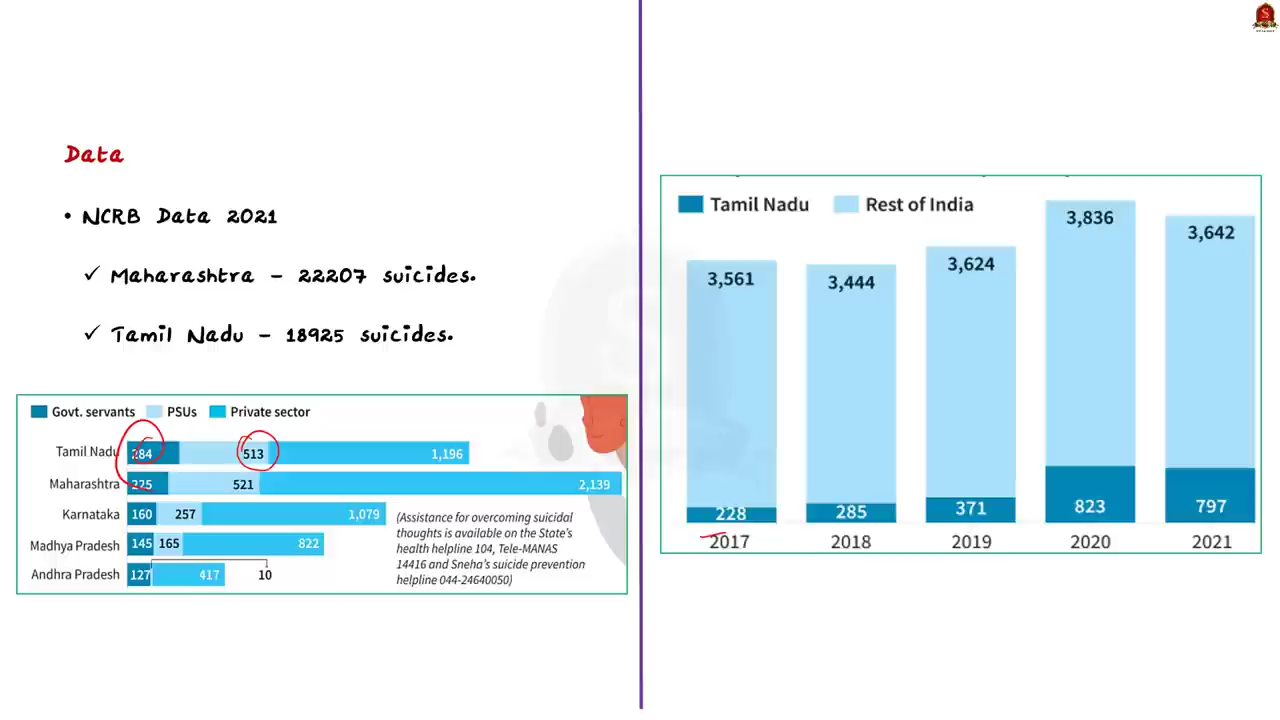 Data
• NCRB Data 2021
✓ Maharashtra - 22207 suicides.
✓ Tamil Nadu - 18925 suicides.
Govt. servants PSUs Private sector
Tamil Nadu 284 513 1,196
Maharashtra 225 521 2,139
Karnataka 160 257 1,079
Madhya Pradesh 145 165 822
Andhra Pradesh 127 417 10
(Assistance for overcoming suicidal
thoughts is available on the State's
health helpline 104, Tele-MANAS
14416 and Sneha's suicide prevention
helpline 044-24640050)
Tamil Nadu Rest of India
3,561 3,444 3,624 3,836 3,642
228 285 371 823 797
2017 2018 2019 2020 2021